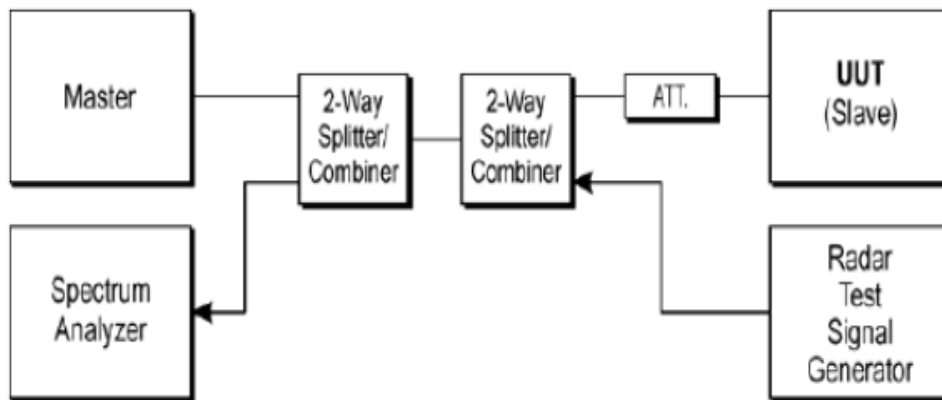 Master
2-Way
Splitter/
Combiner
2-Way
Splitter/
Combiner
ATT.
UUT
(Slave)
Spectrum
Analyzer
Radar
Test
Signal
Generator